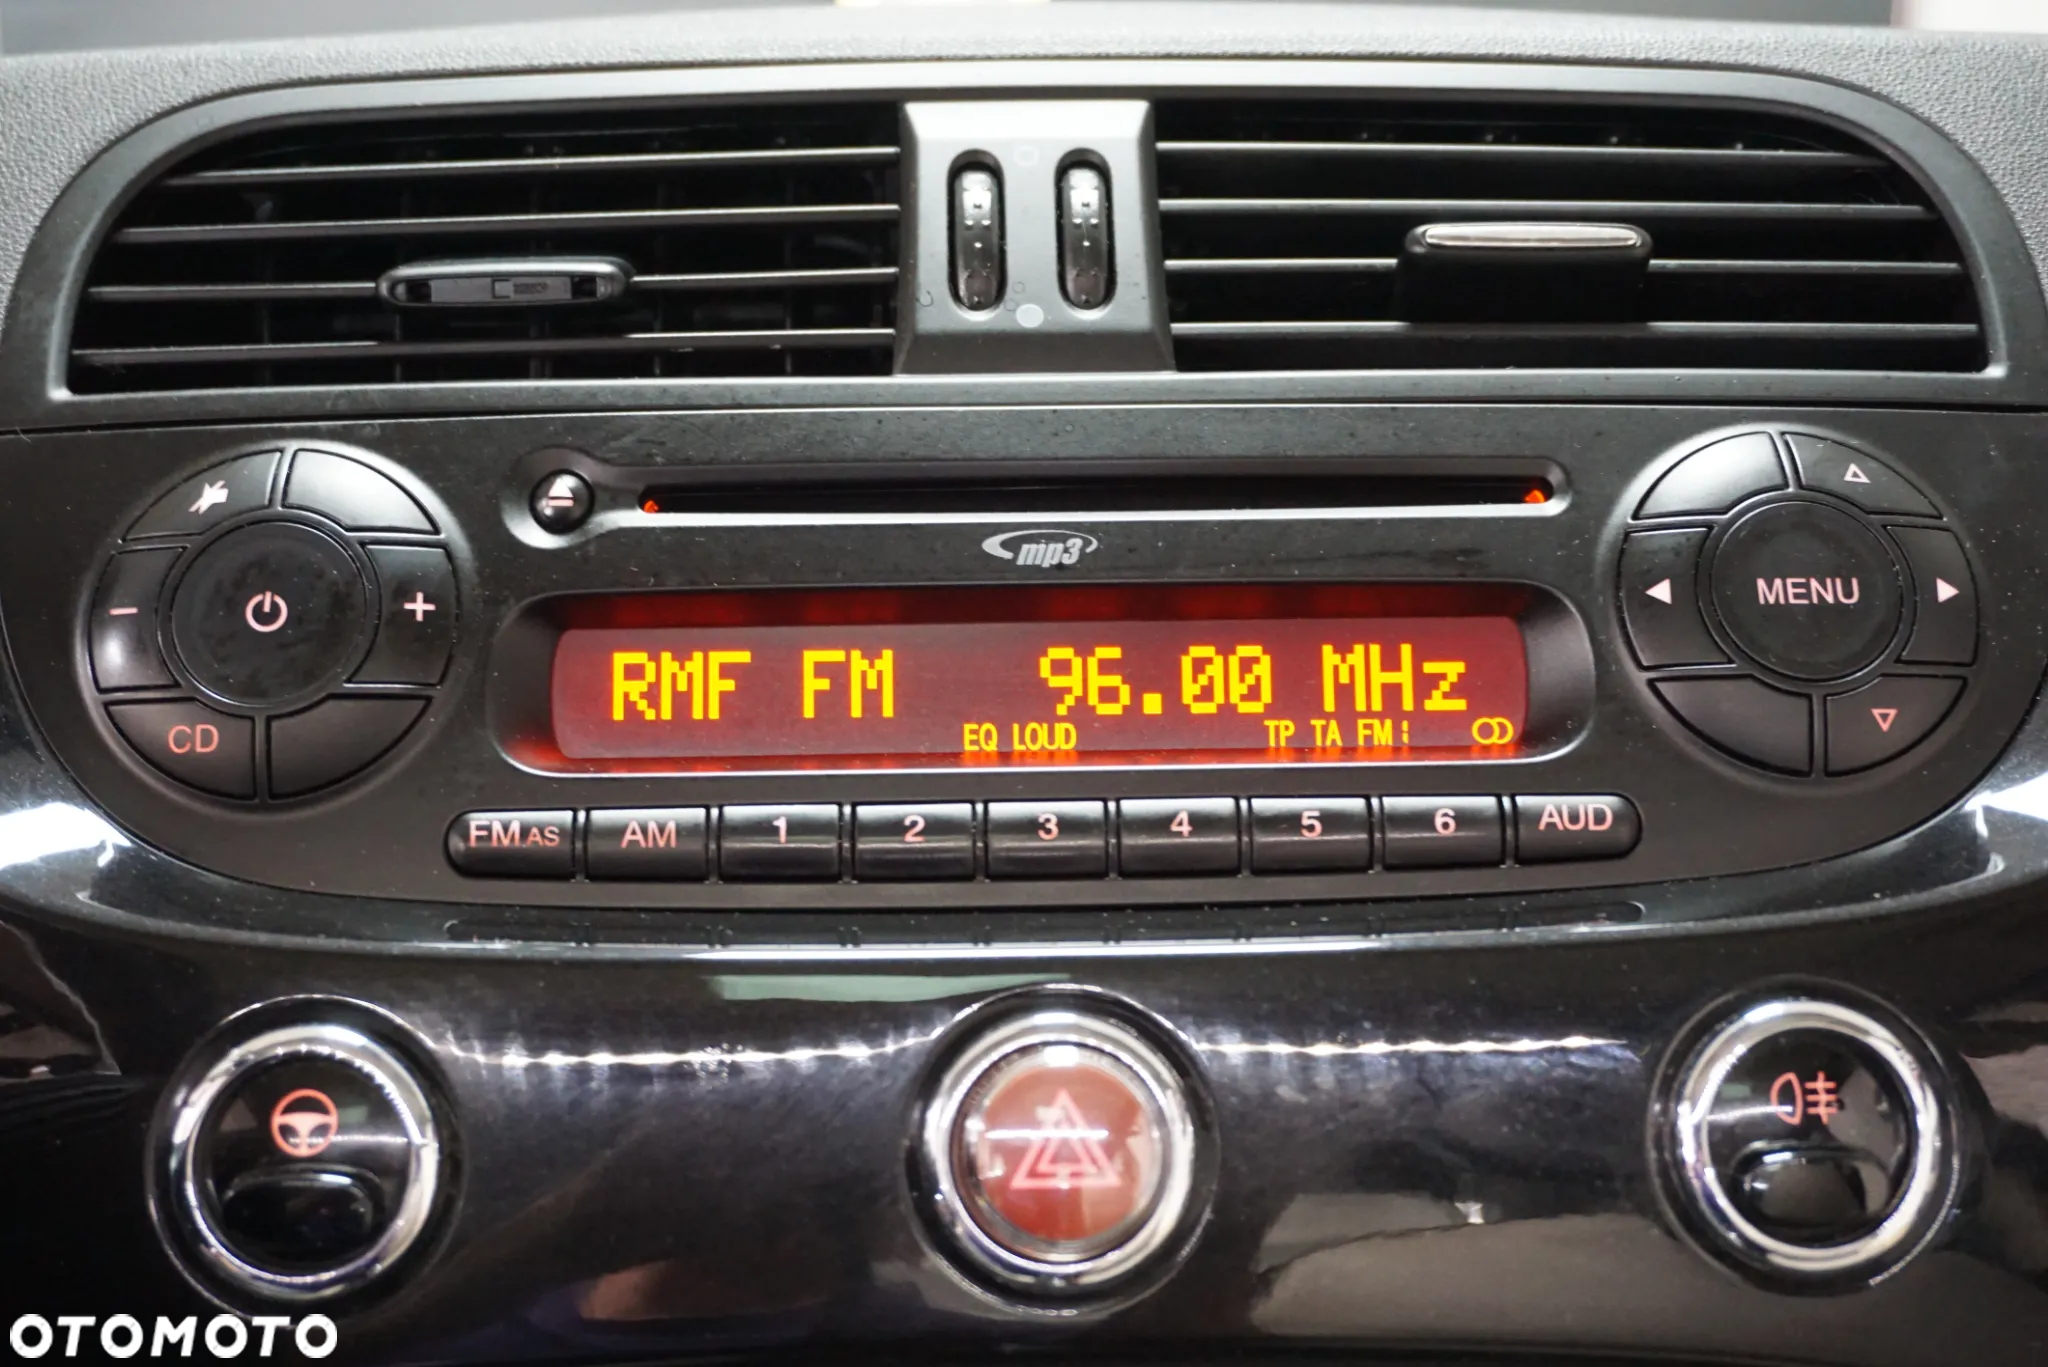 mp3
MENU
RMF FM 96.00 MHz
EQ LOUD TP TA FM
CD
FM AS AM 1 2 3 4 5 6 AUD
OTOMOTO